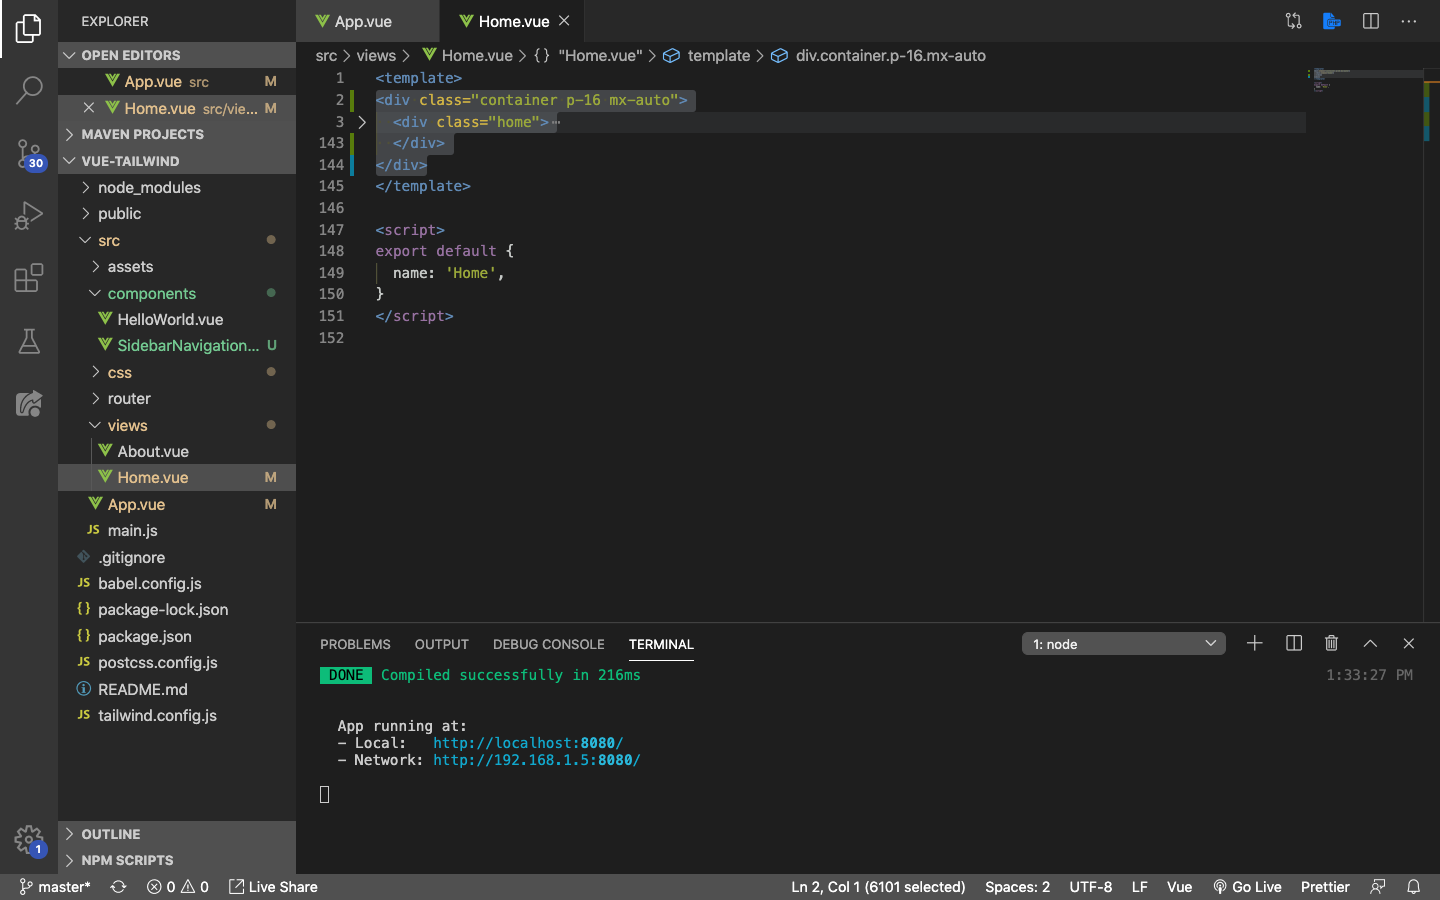 EXPLORER
OPEN EDITORS
App.vue src M
Home.vue src/vie... M
MAVEN PROJECTS
VUE-TAILWIND
node_modules
public
src
assets
components
HelloWorld.vue
SidebarNavigation... U
css
router
views
About.vue
Home.vue M
App.vue M
JS main.js
.gitignore
JS babel.config.js
{} package-lock.json
{} package.json
JS postcss.config.js
README.md
JS tailwind.config.js
OUTLINE
NPM SCRIPTS
30
1
App.vue
Home.vue
src > views > Home.vue > {} "Home.vue" > template > div.container.p-16.mx-auto
1 <template>
2 <div class="container p-16 mx-auto">
3 <div class="home">⋯
143 </div>
144 </div>
145 </template>
146
147 <script>
148 export default {
149 name: 'Home',
150 }
151 </script>
152
PROBLEMS OUTPUT DEBUG CONSOLE TERMINAL
1: node
DONE Compiled successfully in 216ms 1:33:27 PM
App running at:
- Local: http://localhost:8080/
- Network: http://192.168.1.5:8080/
master* 0 0 Live Share Ln 2, Col 1 (6101 selected) Spaces: 2 UTF-8 LF Vue Go Live Prettier